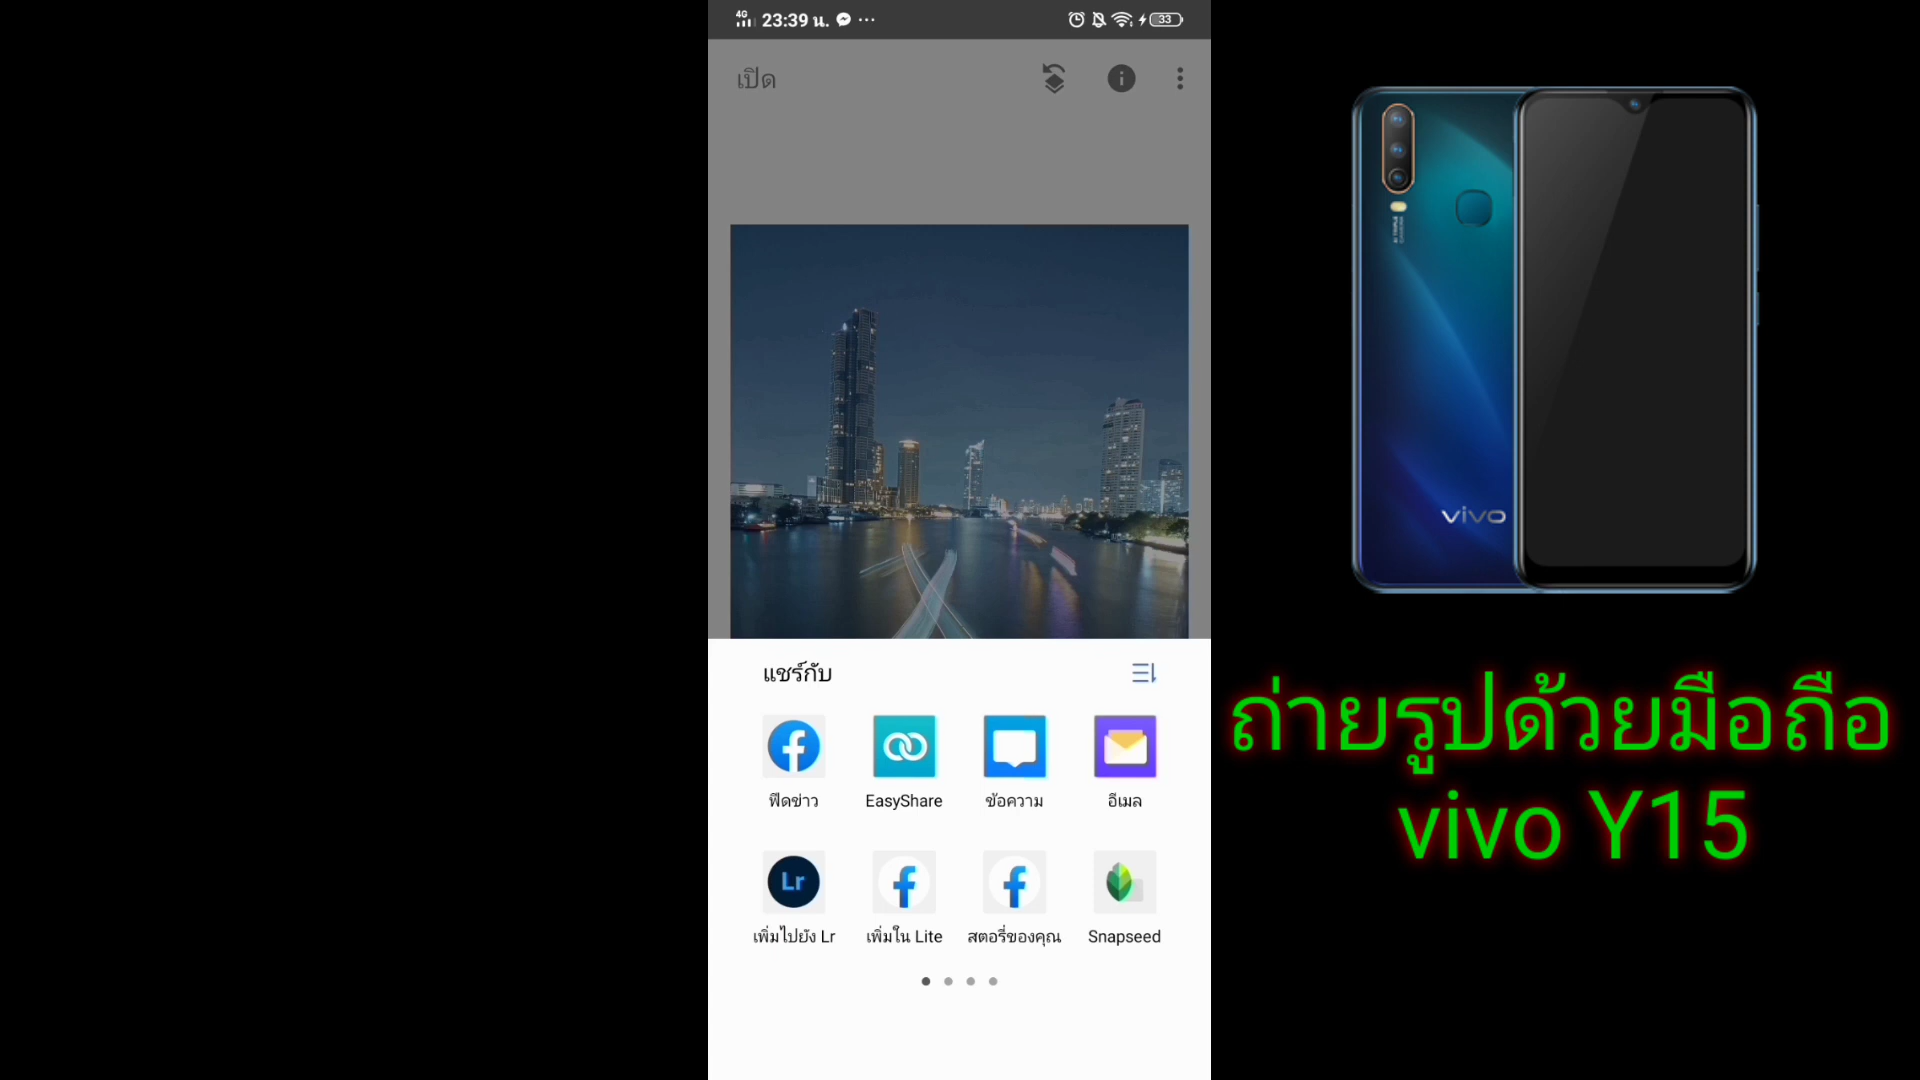 4G 23:39 น. ··· 33
เปิด
แชร์กับ
ฟีดข่าว EasyShare ข้อความ อีเมล
Lr
เพิ่มไปยัง Lr เพิ่มใน Lite สตอรี่ของคุณ Snapseed
vivo
ถ่ายรูปด้วยมือถือ
vivo Y15